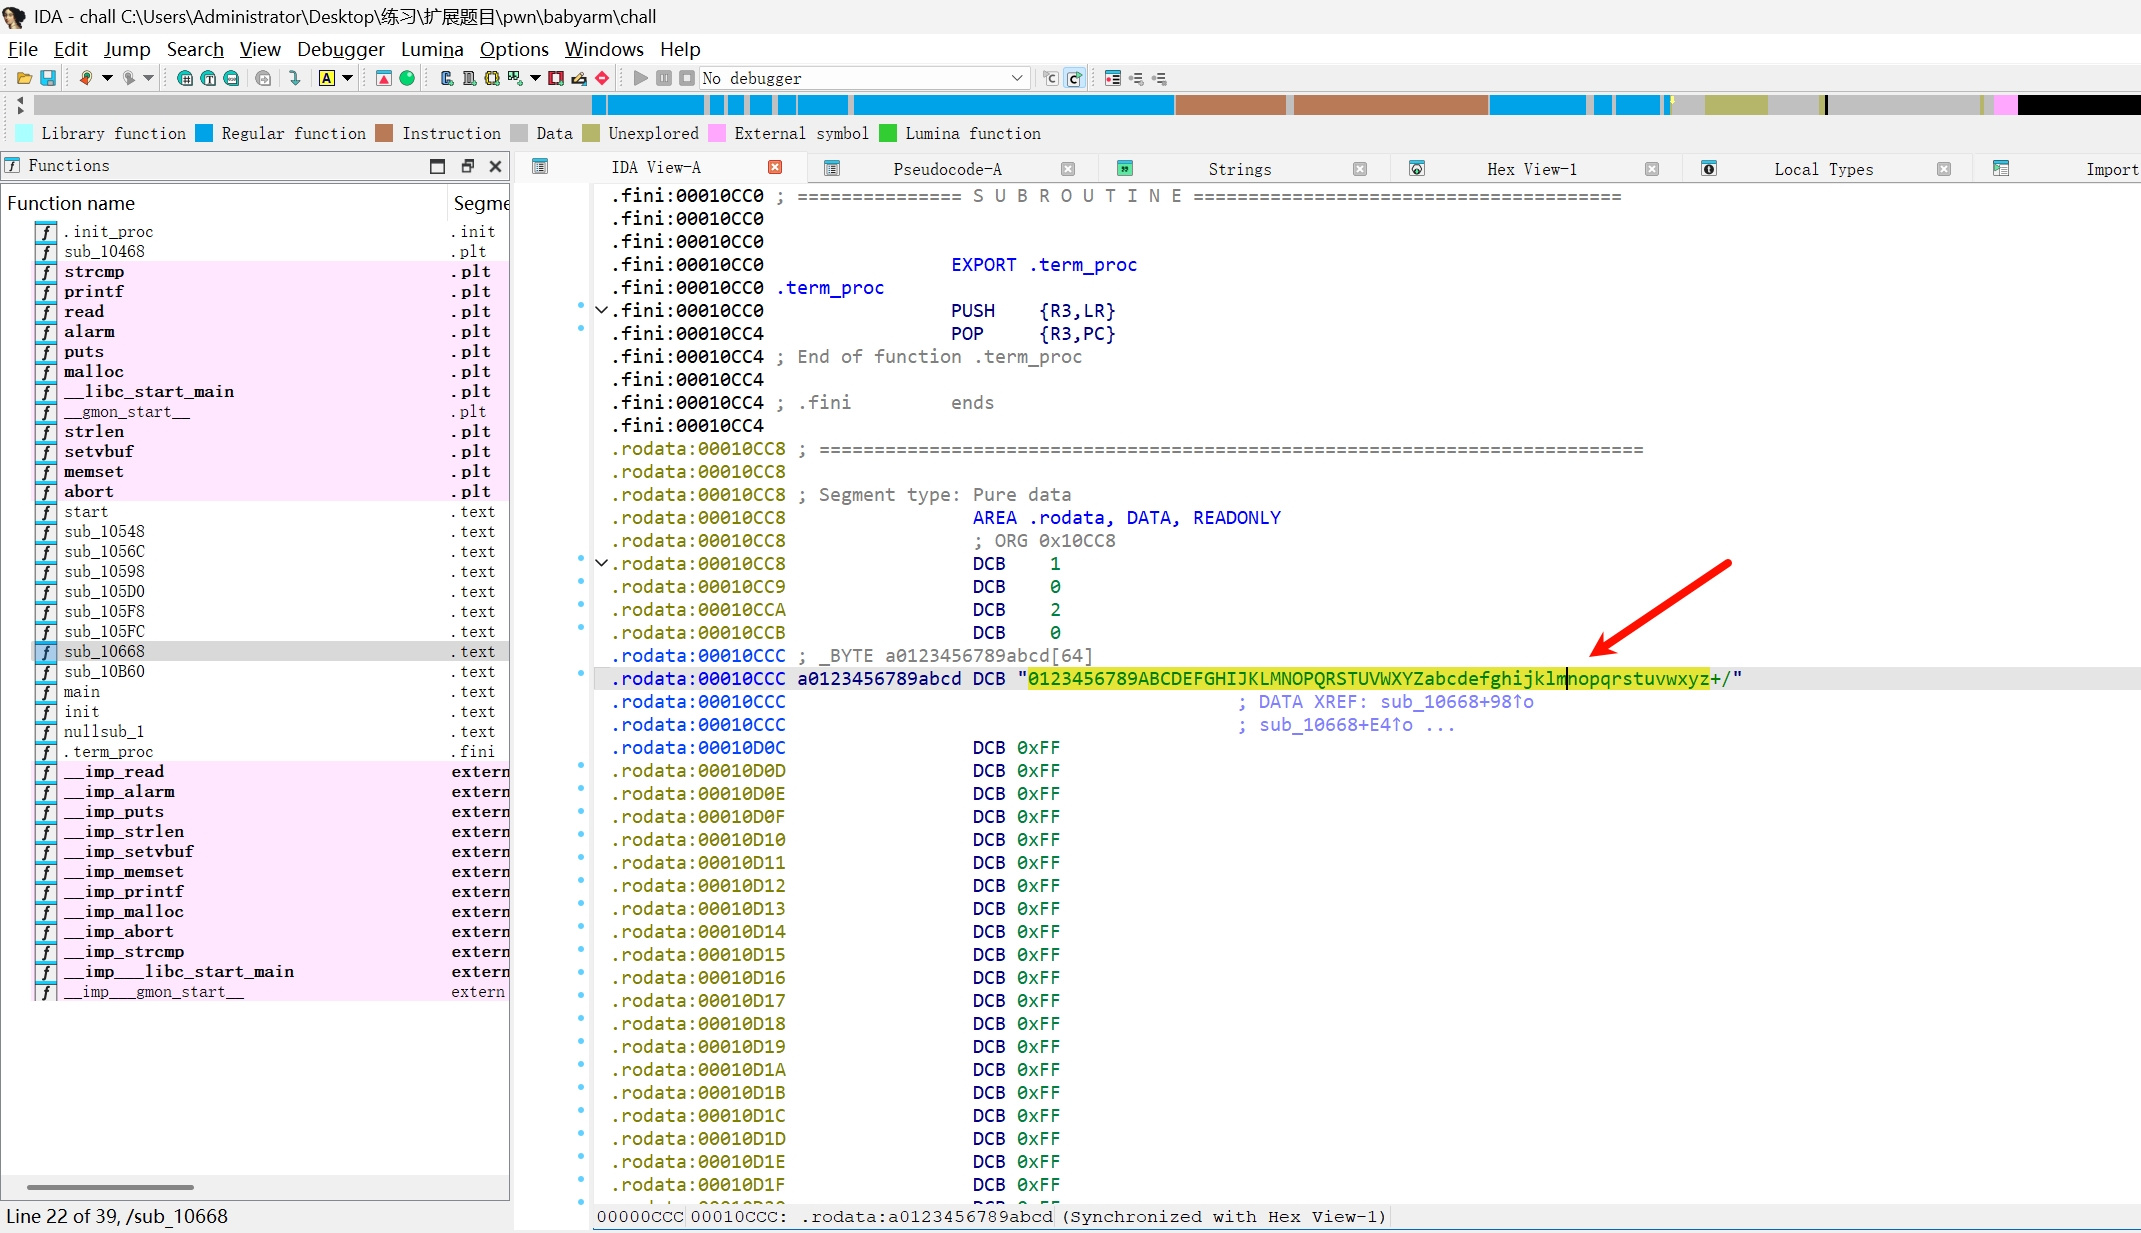 IDA - chall C:\Users\Administrator\Desktop\练习\扩展题目\pwn\babyarm\chall
File Edit Jump Search View Debugger Lumina Options Windows Help
No debugger
Library function Regular function Instruction Data Unexplored External symbol Lumina function
Functions
Function name Segme
.init_proc .init
sub_10468 .plt
strcmp .plt
printf .plt
read .plt
alarm .plt
puts .plt
malloc .plt
__libc_start_main .plt
__gmon_start__ .plt
strlen .plt
setvbuf .plt
memset .plt
abort .plt
start .text
sub_10548 .text
sub_1056C .text
sub_10598 .text
sub_105D0 .text
sub_105F8 .text
sub_105FC .text
sub_10668 .text
sub_10B60 .text
main .text
init .text
nullsub_1 .text
.term_proc .fini
__imp_read extern
__imp_alarm extern
__imp_puts extern
__imp_strlen extern
__imp_setvbuf extern
__imp_memset extern
__imp_printf extern
__imp_malloc extern
__imp_abort extern
__imp_strcmp extern
__imp___libc_start_main extern
__imp___gmon_start__ extern
Line 22 of 39, /sub_10668
IDA View-A Pseudocode-A Strings Hex View-1 Local Types Import
.fini:00010CC0 ; =============== S U B R O U T I N E =======================================
.fini:00010CC0
.fini:00010CC0
.fini:00010CC0 EXPORT .term_proc
.fini:00010CC0 .term_proc
.fini:00010CC0 PUSH {R3,LR}
.fini:00010CC4 POP {R3,PC}
.fini:00010CC4 ; End of function .term_proc
.fini:00010CC4
.fini:00010CC4 ; .fini ends
.fini:00010CC4
.rodata:00010CC8 ; ===========================================================================
.rodata:00010CC8
.rodata:00010CC8 ; Segment type: Pure data
.rodata:00010CC8 AREA .rodata, DATA, READONLY
.rodata:00010CC8 ; ORG 0x10CC8
.rodata:00010CC8 DCB 1
.rodata:00010CC9 DCB 0
.rodata:00010CCA DCB 2
.rodata:00010CCB DCB 0
.rodata:00010CCC ; _BYTE a0123456789abcd[64]
.rodata:00010CCC a0123456789abcd DCB "0123456789ABCDEFGHIJKLMNOPQRSTUVWXYZabcdefghijklmnopqrstuvwxyz+/"
.rodata:00010CCC ; DATA XREF: sub_10668+98↑o
.rodata:00010CCC ; sub_10668+E4↑o ...
.rodata:00010D0C DCB 0xFF
.rodata:00010D0D DCB 0xFF
.rodata:00010D0E DCB 0xFF
.rodata:00010D0F DCB 0xFF
.rodata:00010D10 DCB 0xFF
.rodata:00010D11 DCB 0xFF
.rodata:00010D12 DCB 0xFF
.rodata:00010D13 DCB 0xFF
.rodata:00010D14 DCB 0xFF
.rodata:00010D15 DCB 0xFF
.rodata:00010D16 DCB 0xFF
.rodata:00010D17 DCB 0xFF
.rodata:00010D18 DCB 0xFF
.rodata:00010D19 DCB 0xFF
.rodata:00010D1A DCB 0xFF
.rodata:00010D1B DCB 0xFF
.rodata:00010D1C DCB 0xFF
.rodata:00010D1D DCB 0xFF
.rodata:00010D1E DCB 0xFF
.rodata:00010D1F DCB 0xFF
00000CCC 00010CCC: .rodata:a0123456789abcd (Synchronized with Hex View-1)